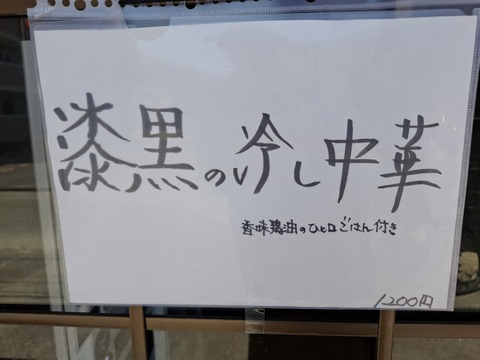 漆黒の冷し中華
香味鶏油のひと口ごはん付き
1200円